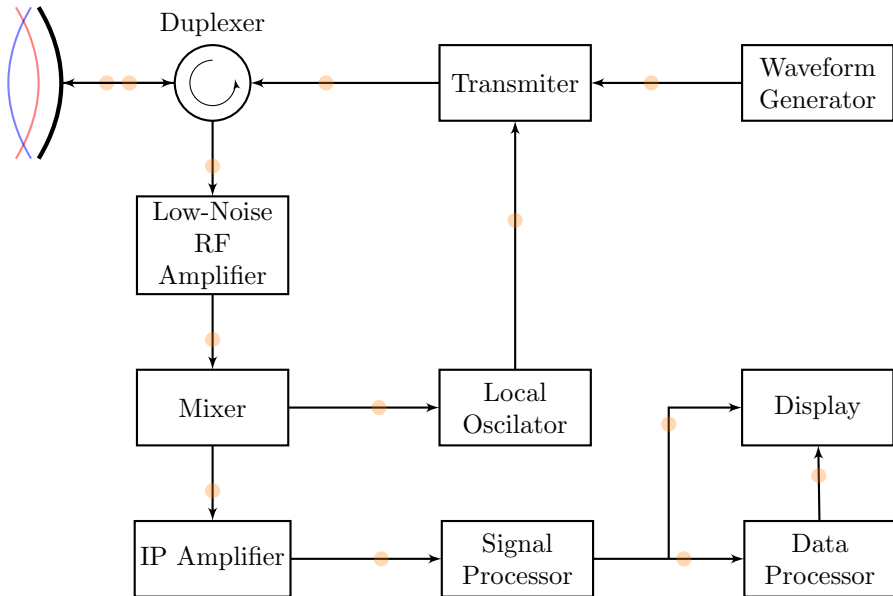 Duplexer
Transmiter
Waveform
Generator
Low-Noise
RF
Amplifier
Mixer
Local
Oscilator
Display
IP Amplifier
Signal
Processor
Data
Processor